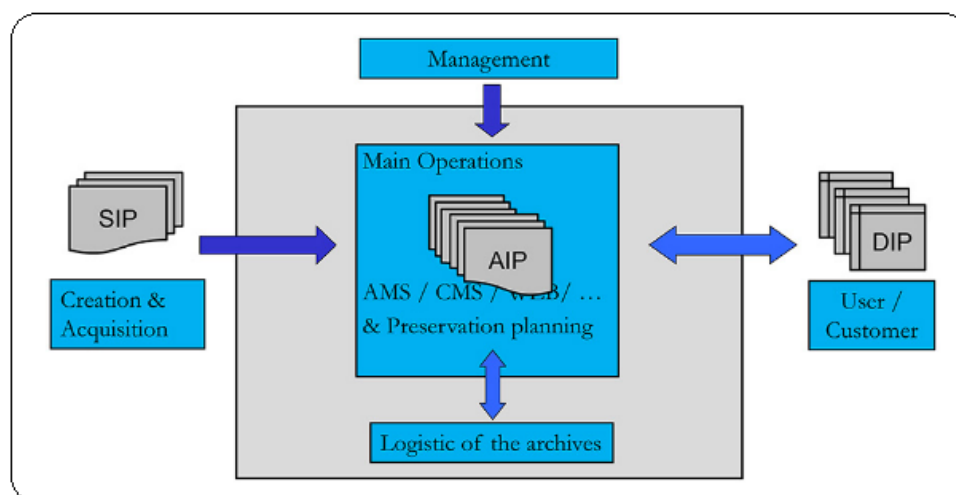 Management
Main Operations
SIP
AIP
DIP
AMS / CMS / WEB/ ...
& Preservation planning
Creation &
Acquisition
User /
Customer
Logistic of the archives